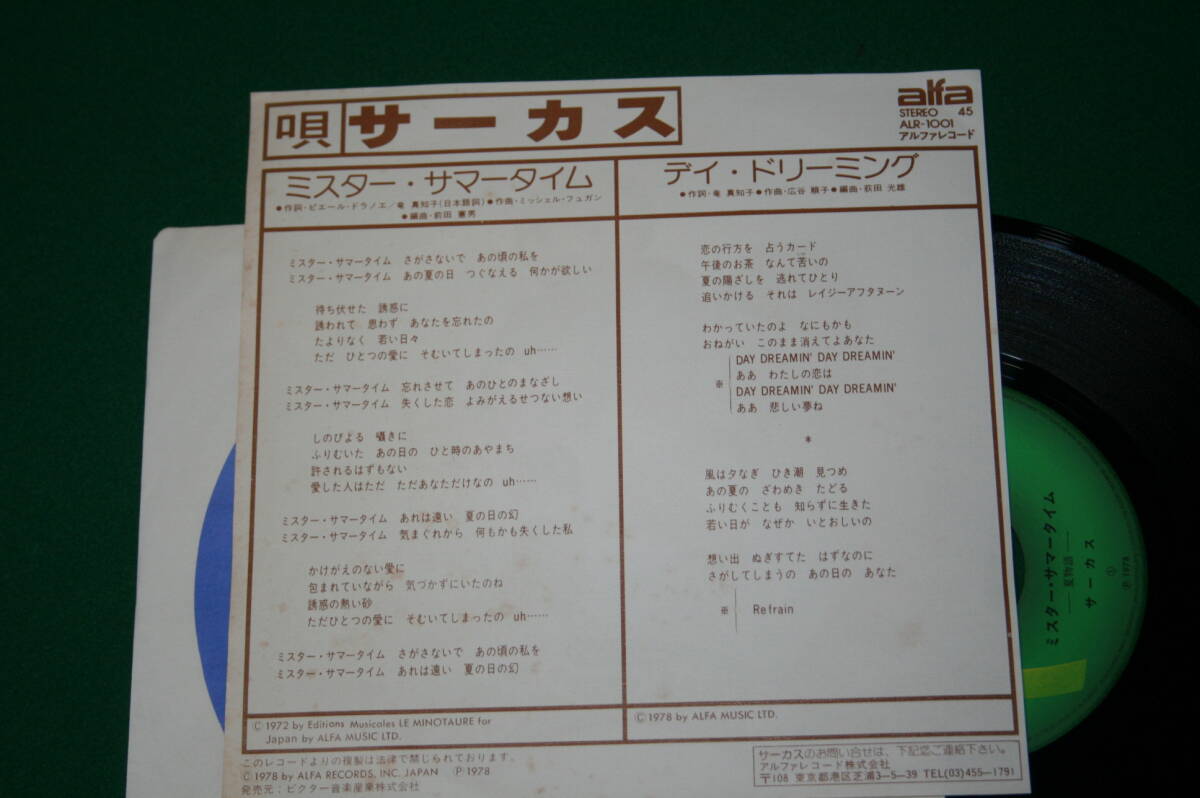 唄 サーカス
alfa
STEREO 45
ALR-1001
アルファレコード
ミスター・サマータイム
●作詞・ピエール・ドラノエ/竜 真知子(日本語詞)●作曲・ミッシェル・フュガン
●編曲・前田 憲男
ミスター・サマータイム さがさないで あの頃の私を
ミスター・サマータイム あの夏の日 つぐなえる 何かが欲しい
待ち伏せた 誘惑に
誘われて 思わず あなたを忘れたの
たよりなく 若い日々
ただ ひとつの愛に そむいてしまったの uh……
ミスター・サマータイム 忘れさせて あのひとのまなざし
ミスター・サマータイム 失くした恋 よみがえるせつない想い
しのびよる 囁きに
ふりむいた あの日の ひと時のあやまち
許されるはずもない
愛した人はただ ただあなただけなの uh……
ミスター・サマータイム あれは遠い 夏の日の幻
ミスター・サマータイム 気まぐれから 何もかも失くした私
かけがえのない愛に
包まれていながら 気づかずにいたのね
誘惑の熱い砂
ただひとつの愛に そむいてしまったの uh……
ミスター・サマータイム さがさないで あの頃の私を
ミスター・サマータイム あれは遠い 夏の日の幻
Ⓒ1972 by Editions Musicales LE MINOTAURE for
Japan by ALFA MUSIC LTD.
デイ・ドリーミング
●作詞・竜 真知子●作曲・広谷 順子●編曲・萩田 光雄
恋の行方を 占うカード
午後のお茶 なんて苦いの
夏の陽ざしを 逃れてひとり
追いかける それは レイジーアフタヌーン
わかっていたのよ なにもかも
おねがい このまま消えてよあなた
DAY DREAMIN' DAY DREAMIN'
※ ああ わたしの恋は
DAY DREAMIN' DAY DREAMIN'
ああ 悲しい夢ね
*
風は夕なぎ ひき潮 見つめ
あの夏の ざわめき たどる
ふりむくことも 知らずに生きた
若い日が なぜか いとおしいの
想い出 ぬぎすてた はずなのに
さがしてしまうの あの日の あなた
※ Refrain
Ⓒ1978 by ALFA MUSIC LTD.
このレコードよりの複製は法律で禁じられております。
Ⓒ1978 by ALFA RECORDS, INC. JAPAN Ⓟ1978
発売元:ビクター音楽産業株式会社
サーカスのお問い合せは、下記迄ご連絡下さい。
アルファレコード株式会社
〒108 東京都港区芝浦3-5-39 TEL(03)455-1791
ミスター・サマータイム
—夏物語—
サーカス
①
Ⓟ1978